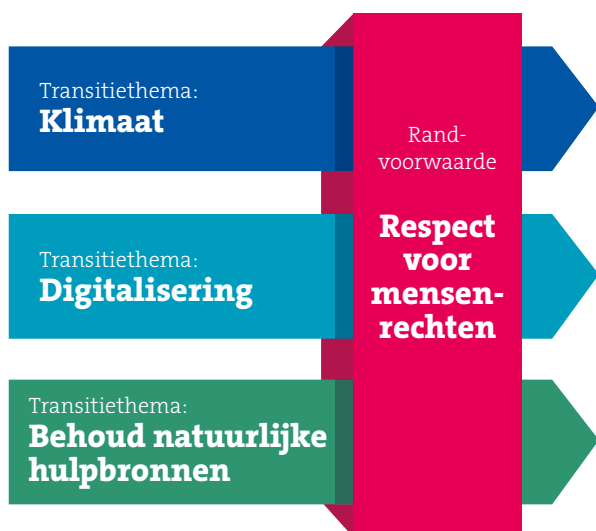 Transitiethema:
Klimaat
Transitiethema:
Digitalisering
Transitiethema:
Behoud natuurlijke
hulpbronnen
Rand-
voorwaarde
Respect
voor
mensen-
rechten